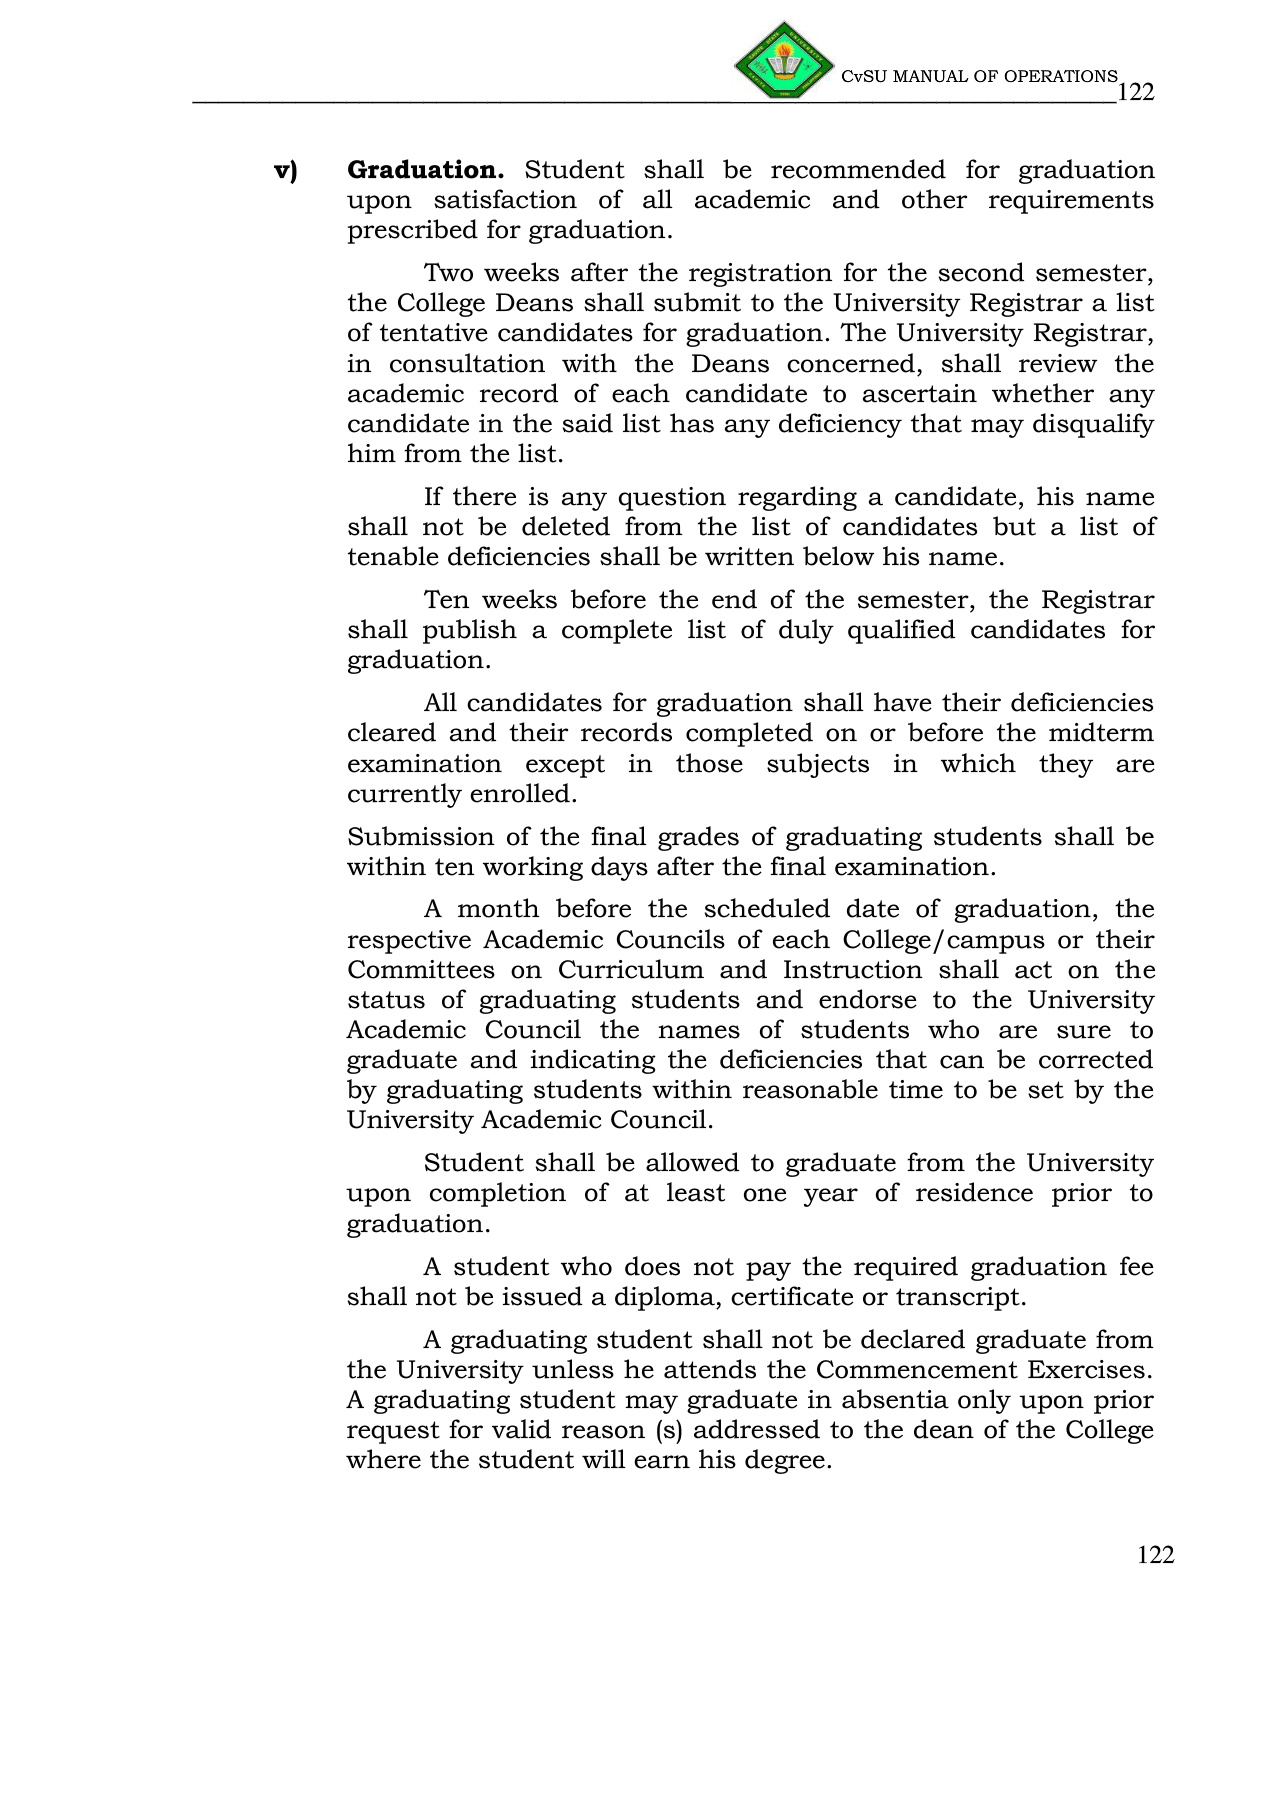 CvSU MANUAL OF OPERATIONS
122
v) Graduation. Student shall be recommended for graduation
upon satisfaction of all academic and other requirements
prescribed for graduation.
Two weeks after the registration for the second semester,
the College Deans shall submit to the University Registrar a list
of tentative candidates for graduation. The University Registrar,
in consultation with the Deans concerned, shall review the
academic record of each candidate to ascertain whether any
candidate in the said list has any deficiency that may disqualify
him from the list.
If there is any question regarding a candidate, his name
shall not be deleted from the list of candidates but a list of
tenable deficiencies shall be written below his name.
Ten weeks before the end of the semester, the Registrar
shall publish a complete list of duly qualified candidates for
graduation.
All candidates for graduation shall have their deficiencies
cleared and their records completed on or before the midterm
examination except in those subjects in which they are
currently enrolled.
Submission of the final grades of graduating students shall be
within ten working days after the final examination.
A month before the scheduled date of graduation, the
respective Academic Councils of each College/campus or their
Committees on Curriculum and Instruction shall act on the
status of graduating students and endorse to the University
Academic Council the names of students who are sure to
graduate and indicating the deficiencies that can be corrected
by graduating students within reasonable time to be set by the
University Academic Council.
Student shall be allowed to graduate from the University
upon completion of at least one year of residence prior to
graduation.
A student who does not pay the required graduation fee
shall not be issued a diploma, certificate or transcript.
A graduating student shall not be declared graduate from
the University unless he attends the Commencement Exercises.
A graduating student may graduate in absentia only upon prior
request for valid reason (s) addressed to the dean of the College
where the student will earn his degree.
122